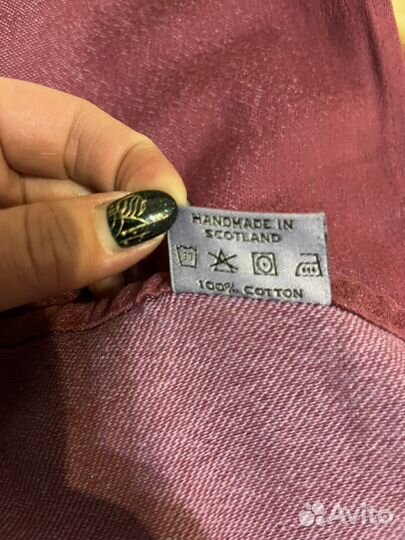 HANDMADE IN
SCOTLAND
30
100% COTTON
Avito